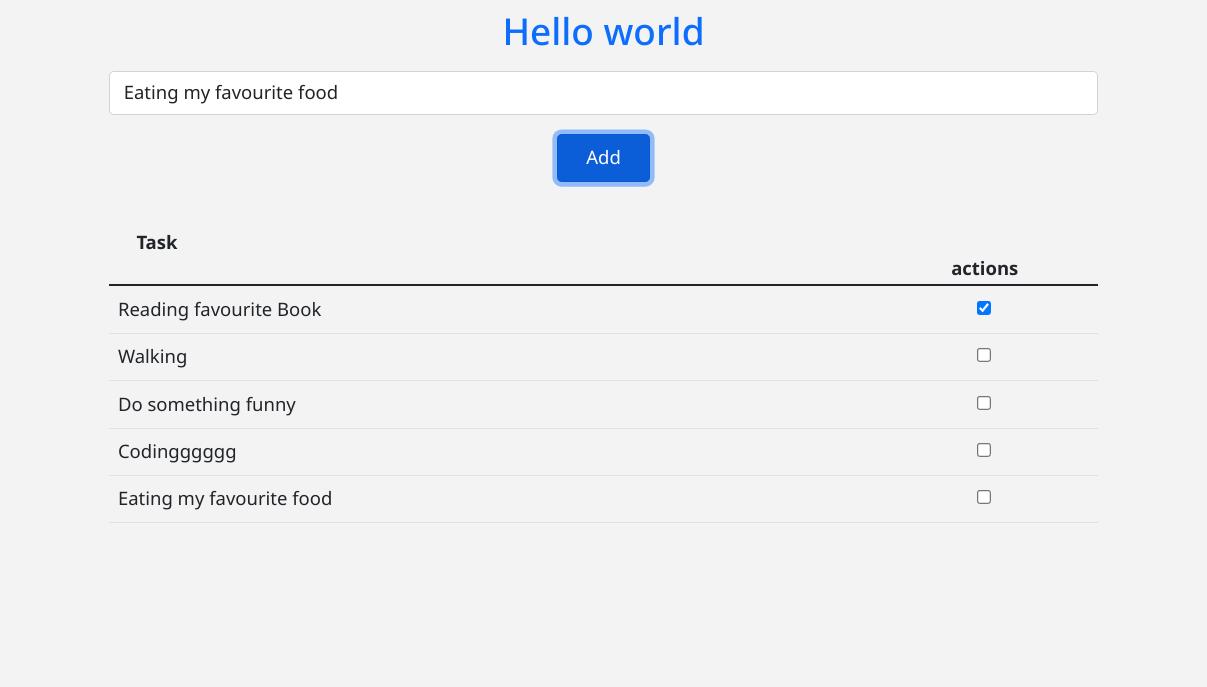 Hello world
Eating my favourite food
Add
Task
actions
Reading favourite Book
Walking
Do something funny
Codingggggg
Eating my favourite food